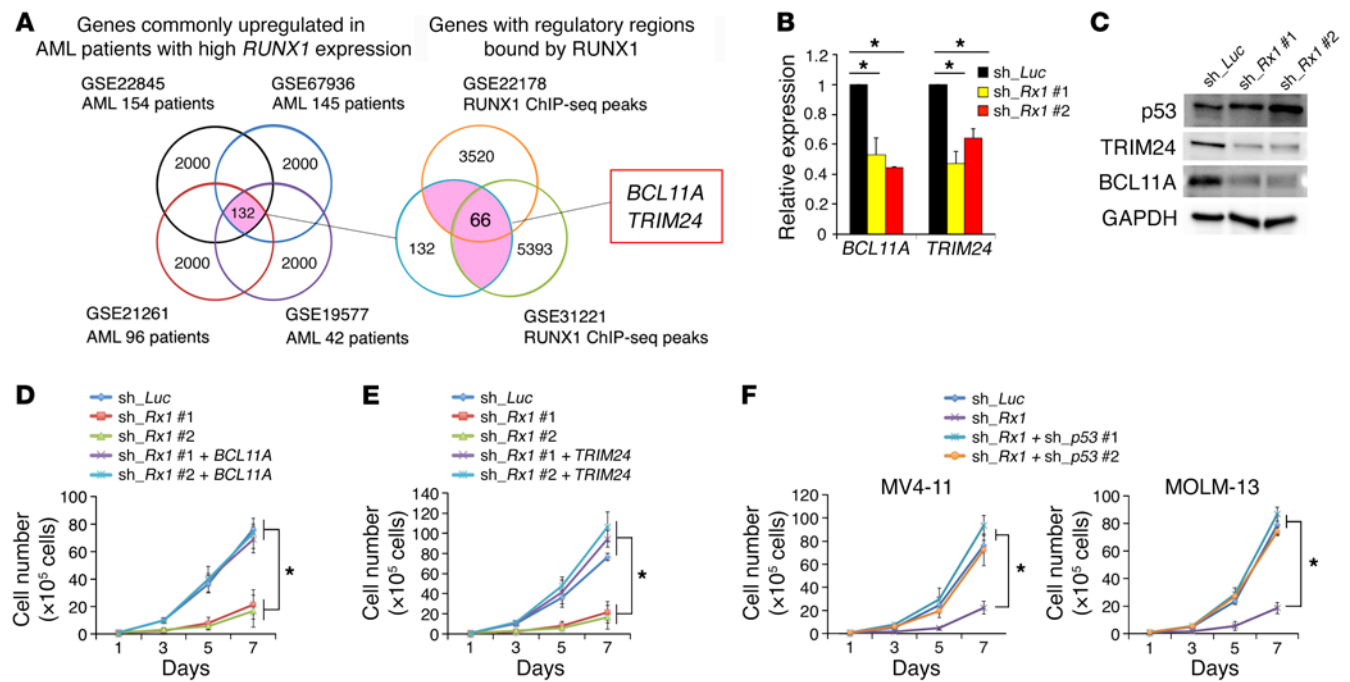 A
Genes commonly upregulated in
AML patients with high RUNX1 expression
Genes with regulatory regions
bound by RUNX1
GSE22845
AML 154 patients
GSE67936
AML 145 patients
GSE22178
RUNX1 ChIP-seq peaks
2000
2000
132
2000
2000
3520
66
132
5393
BCL11A
TRIM24
GSE21261
AML 96 patients
GSE19577
AML 42 patients
GSE31221
RUNX1 ChIP-seq peaks
B
Relative expression
1.2
1
0.8
0.6
0.4
0.2
0
*
*
*
*
sh_Luc
sh_Rx1 #1
sh_Rx1 #2
BCL11A
TRIM24
C
sh_Luc
sh_Rx1 #1
sh_Rx1 #2
p53
TRIM24
BCL11A
GAPDH
D
sh_Luc
sh_Rx1 #1
sh_Rx1 #2
sh_Rx1 #1 + BCL11A
sh_Rx1 #2 + BCL11A
Cell number
(×10⁵ cells)
100
80
60
40
20
0
*
1 3 5 7
Days
E
sh_Luc
sh_Rx1 #1
sh_Rx1 #2
sh_Rx1 #1 + TRIM24
sh_Rx1 #2 + TRIM24
Cell number
(×10⁵ cells)
140
120
100
80
60
40
20
0
*
1 3 5 7
Days
F
sh_Luc
sh_Rx1
sh_Rx1 + sh_p53 #1
sh_Rx1 + sh_p53 #2
MV4-11
Cell number
(×10⁵ cells)
120
100
80
60
40
20
0
*
1 3 5 7
Days
MOLM-13
Cell number
(×10⁵ cells)
100
80
60
40
20
0
*
1 3 5 7
Days